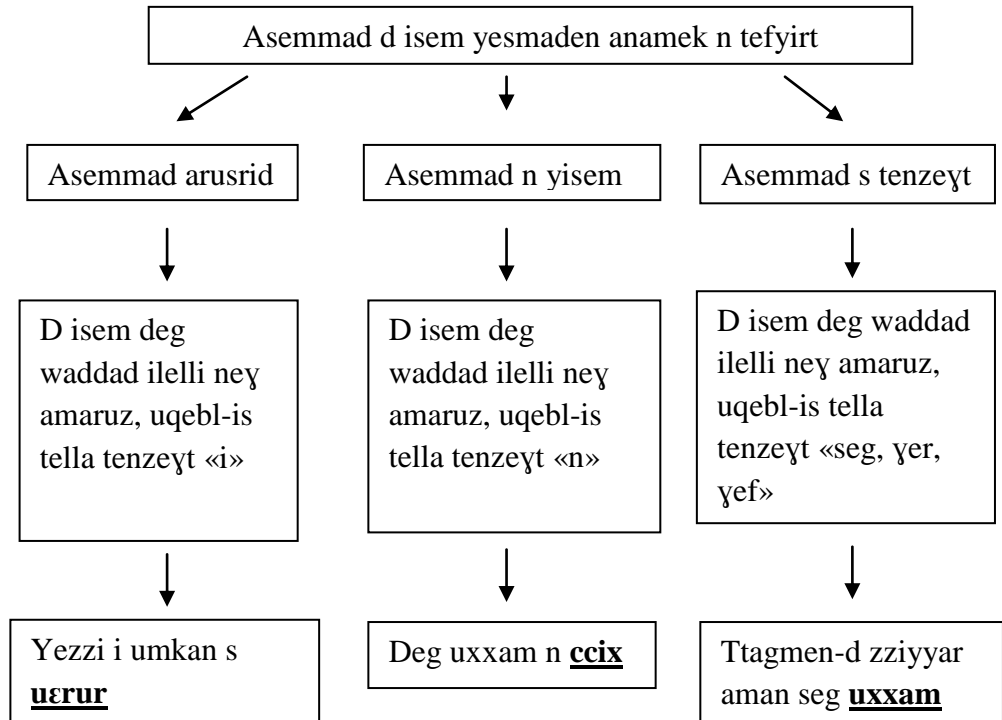 Asemmad d isem yesmaden anamek n tefyirt
Asemmad arusrid
Asemmad n yisem
Asemmad s tenzeɣt
D isem deg
waddad ilelli neɣ
amaruz, uqebl-is
tella tenzeɣt «i»
D isem deg
waddad ilelli neɣ
amaruz, uqebl-is
tella tenzeɣt «n»
D isem deg waddad
ilelli neɣ amaruz,
uqebl-is tella
tenzeɣt «seg, ɣer,
ɣef»
Yezzi i umkan s
uɛrur
Deg uxxam n ccix
Ttagmen-d zziyyar
aman seg uxxam